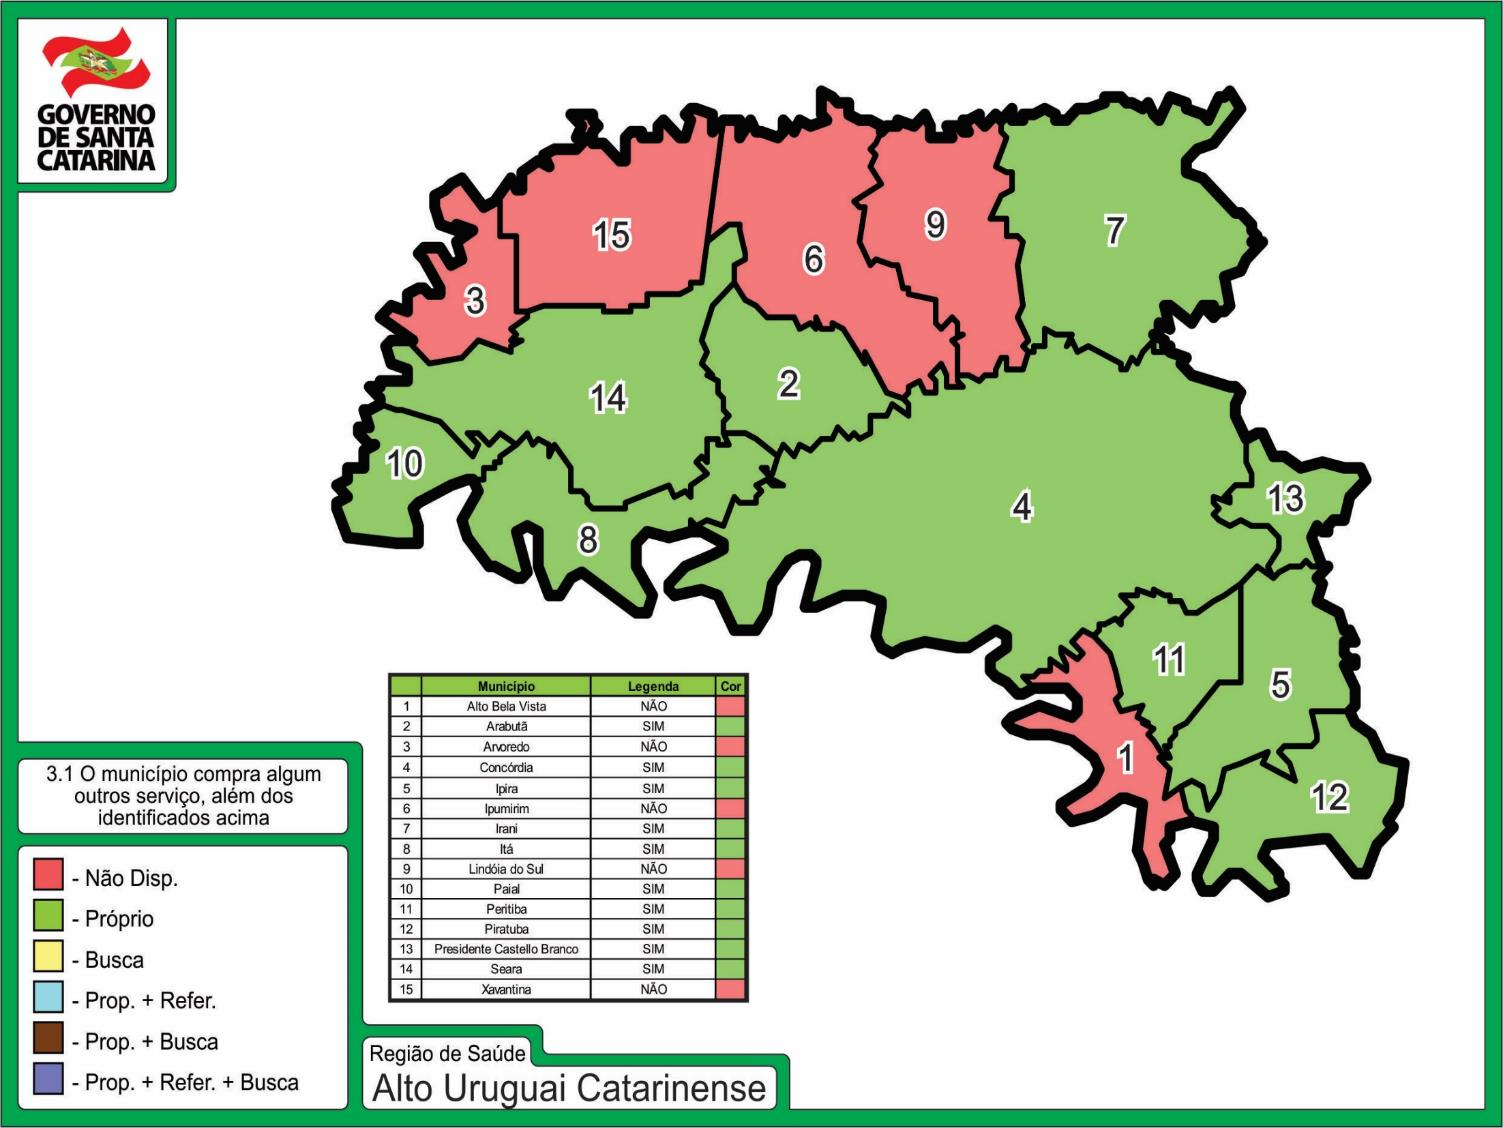 GOVERNO
DE SANTA
CATARINA
15
6
9
7
3
14
2
10
8
4
13
11
5
1
12
Município Legenda Cor
1 Alto Bela Vista NÃO
2 Arabutã SIM
3 Arvoredo NÃO
4 Concórdia SIM
5 Ipira SIM
6 Ipumirim NÃO
7 Irani SIM
8 Itá SIM
9 Lindóia do Sul NÃO
10 Paial SIM
11 Peritiba SIM
12 Piratuba SIM
13 Presidente Castello Branco SIM
14 Seara SIM
15 Xavantina NÃO
3.1 O município compra algum
outros serviço, além dos
identificados acima
- Não Disp.
- Próprio
- Busca
- Prop. + Refer.
- Prop. + Busca
- Prop. + Refer. + Busca
Região de Saúde
Alto Uruguai Catarinense